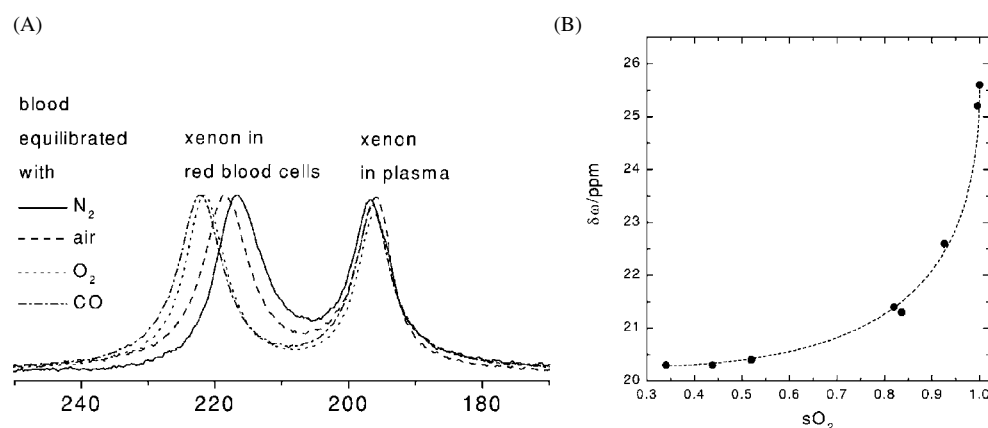 (A)
blood
equilibrated
with
xenon in
red blood cells
xenon
in plasma
N₂
air
O₂
CO
240 220 200 180
(B)
26
25
24
23
22
21
20
δω/ppm
0.3 0.4 0.5 0.6 0.7 0.8 0.9 1.0
sO₂